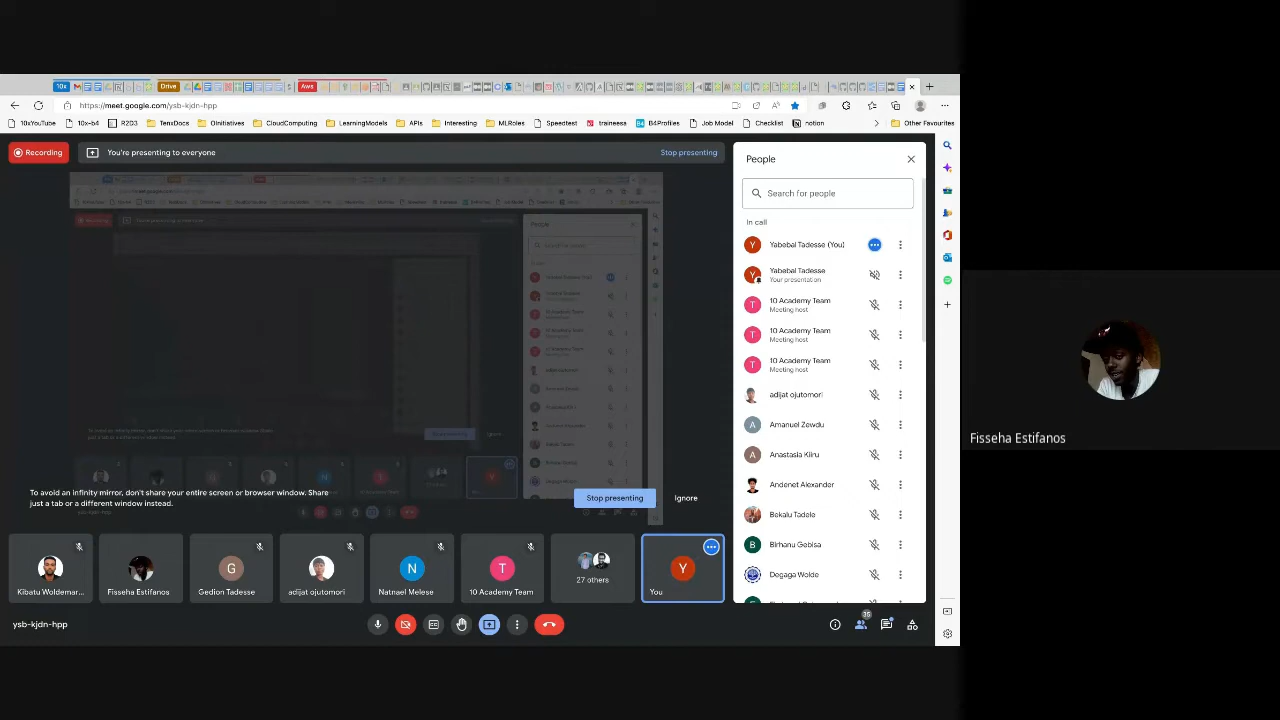 10x
Drive
Aws
https://meet.google.com/ysb-kjdn-hpp
10xYouTube
10x-b4
R2D3
TenxDocs
OInitiatives
CloudComputing
LearningModels
APIs
Interesting
MLRoles
Speedtest
traineess
B4Profiles
Job Model
Checklist
notion
Other Favourites
Recording
You're presenting to everyone
Stop presenting
People
Search for people
In call
Yabebal Tadesse (You)
Yabebal Tadesse
Your presentation
10 Academy Team
Meeting host
10 Academy Team
Meeting host
10 Academy Team
Meeting host
adijat ojutomori
Amanuel Zewdu
Anastasia Kiiru
Andenet Alexander
Bekalu Tadele
Birhanu Gebisa
Degaga Wolde
To avoid an infinity mirror, don't share your entire screen or browser window. Share
just a tab or a different window instead.
Stop presenting
Ignore
Kibatu Woldemar...
Fisseha Estifanos
Gedion Tadesse
adijat ojutomori
Natnael Melese
10 Academy Team
27 others
You
ysb-kjdn-hpp
35
Fisseha Estifanos